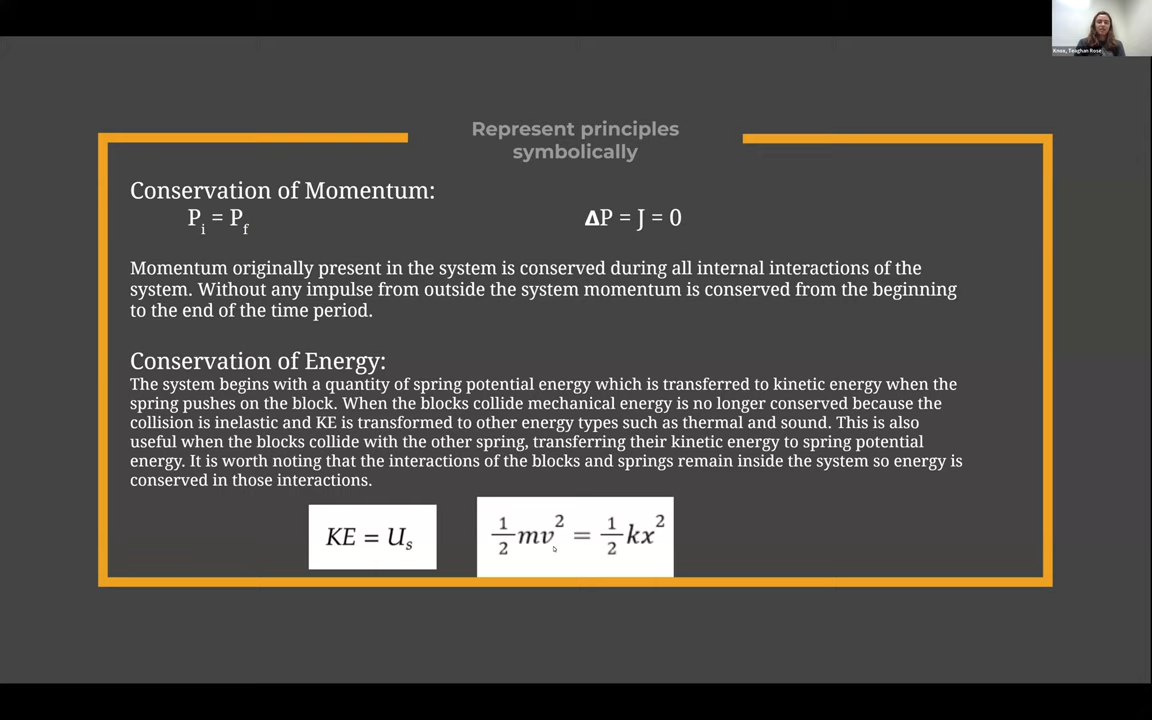 Knox, Teaghan Rose
Represent principles
symbolically
Conservation of Momentum:
P_i = P_f
ΔP = J = 0
Momentum originally present in the system is conserved during all internal interactions of the
system. Without any impulse from outside the system momentum is conserved from the beginning
to the end of the time period.
Conservation of Energy:
The system begins with a quantity of spring potential energy which is transferred to kinetic energy when the
spring pushes on the block. When the blocks collide mechanical energy is no longer conserved because the
collision is inelastic and KE is transformed to other energy types such as thermal and sound. This is also
useful when the blocks collide with the other spring, transferring their kinetic energy to spring potential
energy. It is worth noting that the interactions of the blocks and springs remain inside the system so energy is
conserved in those interactions.
KE = U_s
1/2 mv² = 1/2 kx²